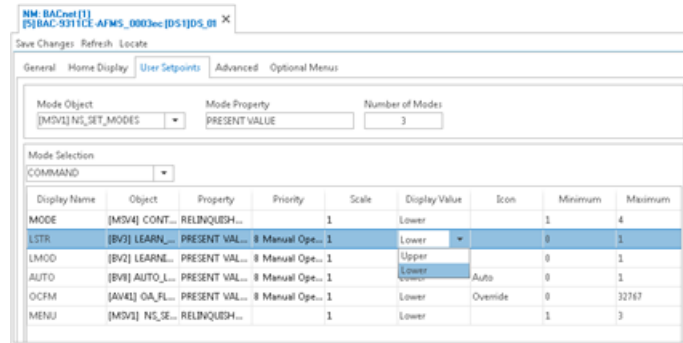 NM: BACnet [1]
[5] BAC-9311CE-AFMS_0003ec [DS1]DS_01 ×
Save Changes Refresh Locate
General Home Display User Setpoints Advanced Optional Menus
Mode Object Mode Property Number of Modes
[MSV1] NS_SET_MODES PRESENT VALUE 3
Mode Selection
COMMAND
Display Name Object Property Priority Scale Display Value Icon Minimum Maximum
MODE [MSV4] CONT... RELINQUISH... 1 Lower 1 4
LSTR [BV3] LEARN_... PRESENT VAL... 8 Manual Ope... 1 Lower 0 1
Upper
Lower
LMOD [BV2] LEARNI... PRESENT VAL... 8 Manual Ope... 1 0 1
AUTO [BV8] AUTO_L... PRESENT VAL... 8 Manual Ope... 1 Lower Auto 0 1
OCFM [AV41] OA_FL... PRESENT VAL... 8 Manual Ope... 1 Lower Override 0 32767
MENU [MSV1] NS_SE... RELINQUISH... 1 Lower 1 3